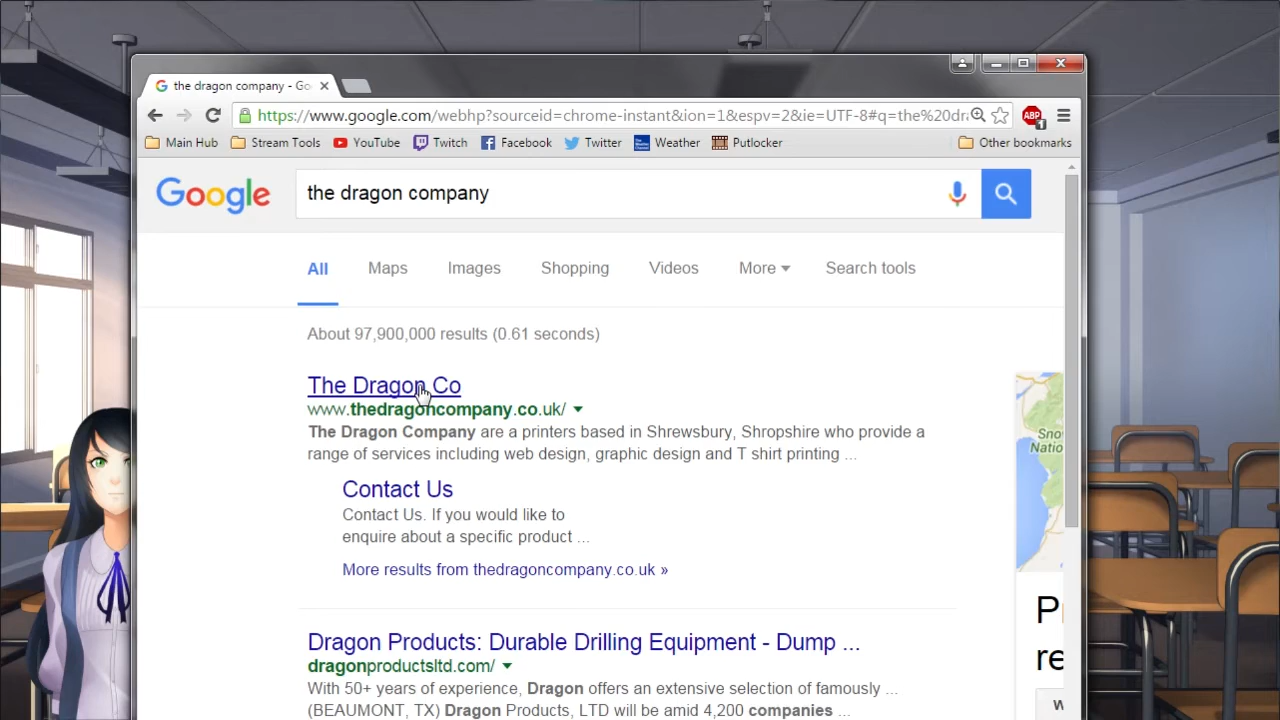 the dragon company - Go
https://www.google.com/webhp?sourceid=chrome-instant&ion=1&espv=2&ie=UTF-8#q=the%20dra
ABP
1
Main Hub Stream Tools YouTube Twitch Facebook Twitter Weather Putlocker Other bookmarks
Google the dragon company
All Maps Images Shopping Videos More Search tools
About 97,900,000 results (0.61 seconds)
The Dragon Co
www.thedragoncompany.co.uk/
The Dragon Company are a printers based in Shrewsbury, Shropshire who provide a
range of services including web design, graphic design and T shirt printing ...
Contact Us
Contact Us. If you would like to
enquire about a specific product ...
More results from thedragoncompany.co.uk »
Dragon Products: Durable Drilling Equipment - Dump ...
dragonproductsltd.com/
With 50+ years of experience, Dragon offers an extensive selection of famously ...
(BEAUMONT, TX) Dragon Products, LTD will be amid 4,200 companies ...
Sno
Natio
P
re
W